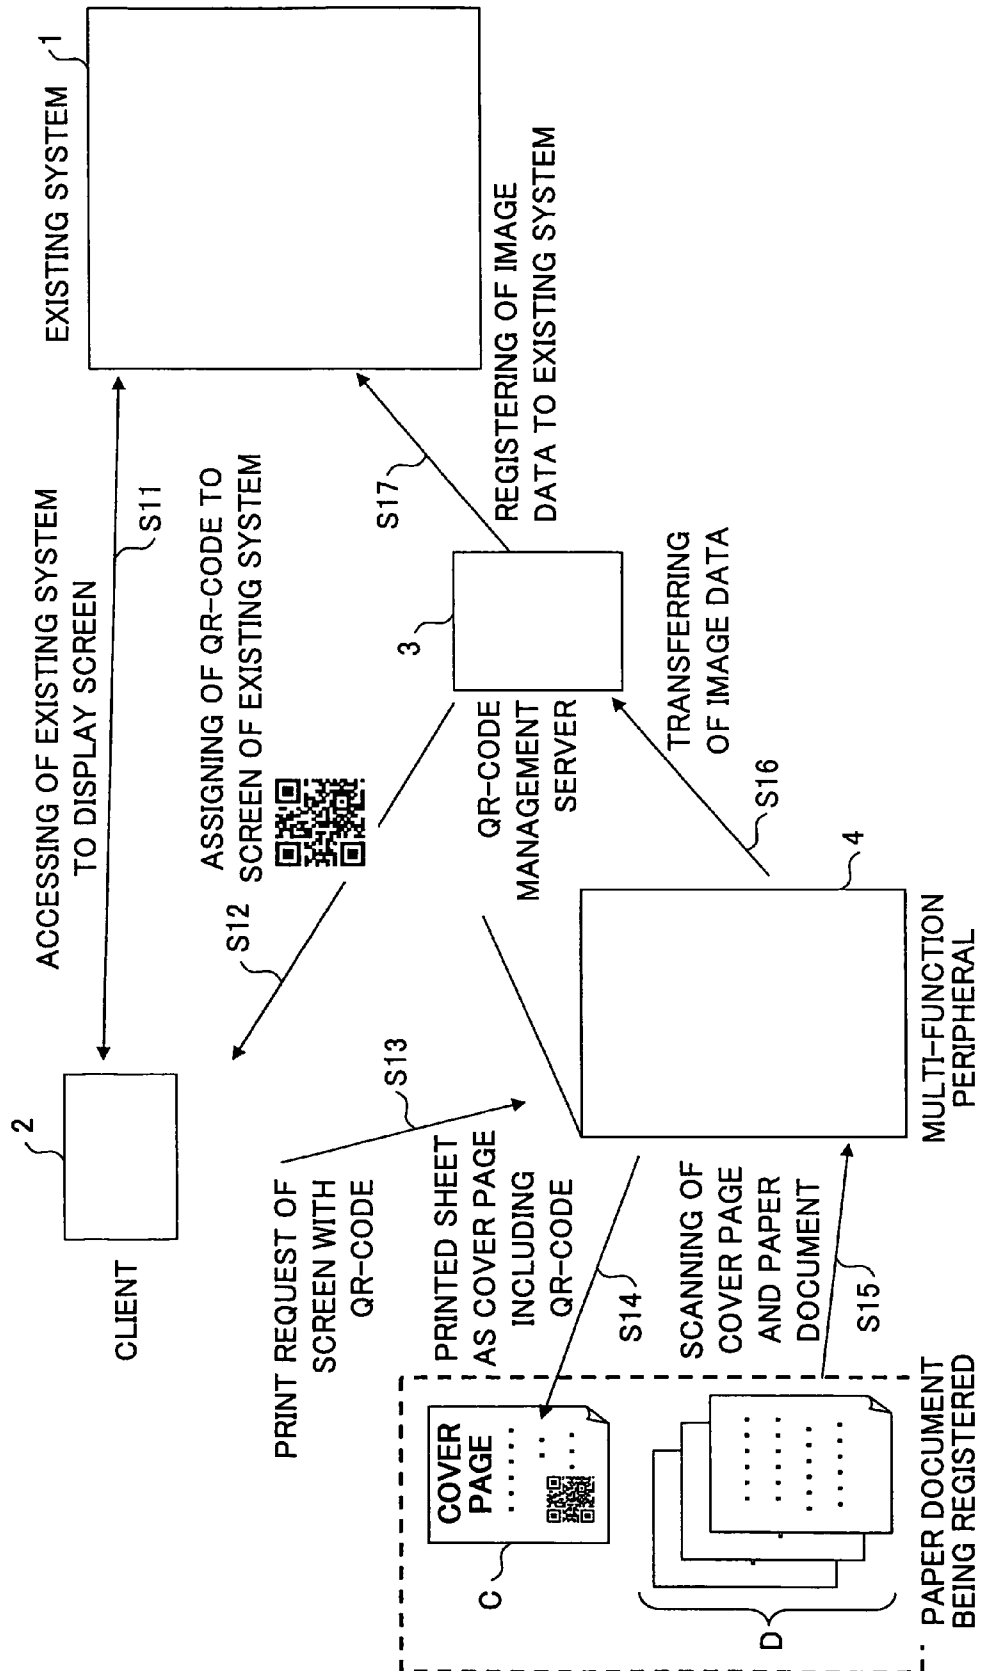 EXISTING SYSTEM
1
ACCESSING OF EXISTING SYSTEM
TO DISPLAY SCREEN
S11
2
CLIENT
ASSIGNING OF QR-CODE TO
SCREEN OF EXISTING SYSTEM
S12
S17
REGISTERING OF IMAGE
DATA TO EXISTING SYSTEM
3
QR-CODE
MANAGEMENT
SERVER
PRINT REQUEST OF
SCREEN WITH
QR-CODE
S13
TRANSFERRING
OF IMAGE DATA
S16
4
MULTI-FUNCTION
PERIPHERAL
PRINTED SHEET
AS COVER PAGE
INCLUDING
QR-CODE
S14
SCANNING OF
COVER PAGE
AND PAPER
DOCUMENT
S15
COVER
PAGE
C
D
PAPER DOCUMENT
BEING REGISTERED